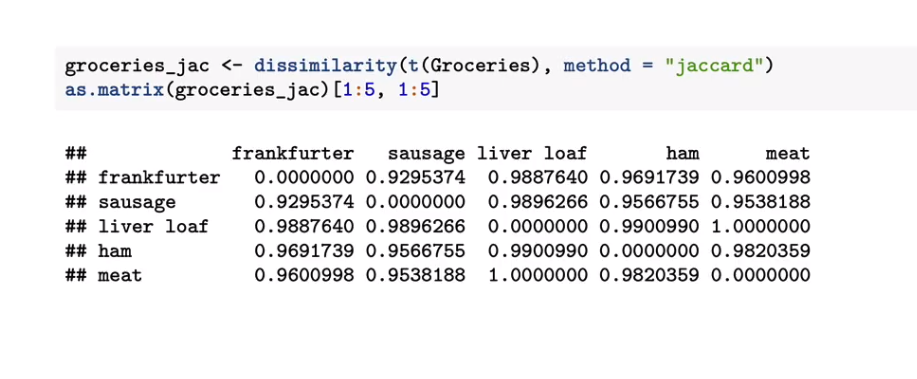 groceries_jac <- dissimilarity(t(Groceries), method = "jaccard")
as.matrix(groceries_jac)[1:5, 1:5]
## frankfurter sausage liver loaf ham meat
## frankfurter 0.0000000 0.9295374 0.9887640 0.9691739 0.9600998
## sausage 0.9295374 0.0000000 0.9896266 0.9566755 0.9538188
## liver loaf 0.9887640 0.9896266 0.0000000 0.9900990 1.0000000
## ham 0.9691739 0.9566755 0.9900990 0.0000000 0.9820359
## meat 0.9600998 0.9538188 1.0000000 0.9820359 0.0000000